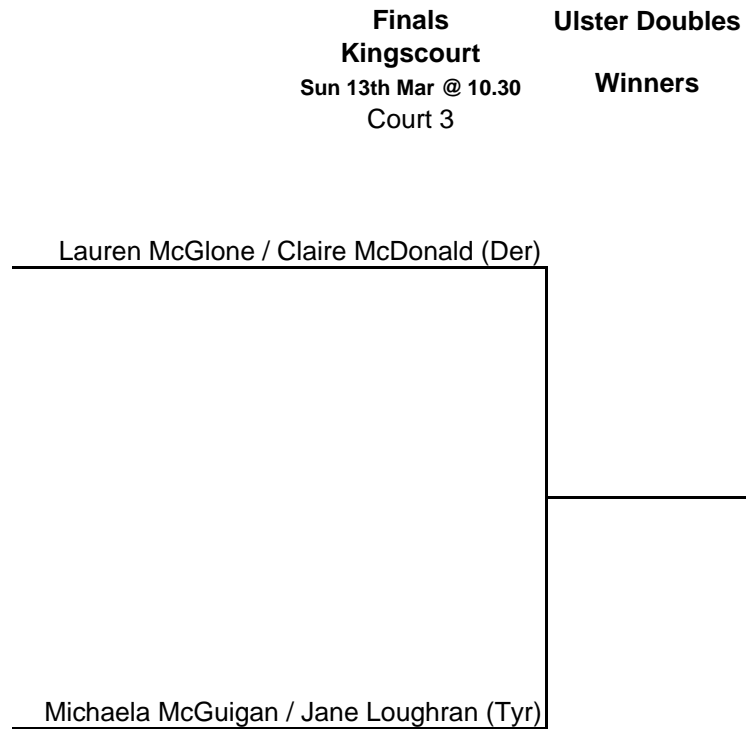 Finals
Kingscourt
Sun 13th Mar @ 10.30
Court 3
Ulster Doubles
Winners
Lauren McGlone / Claire McDonald (Der)
Michaela McGuigan / Jane Loughran (Tyr)